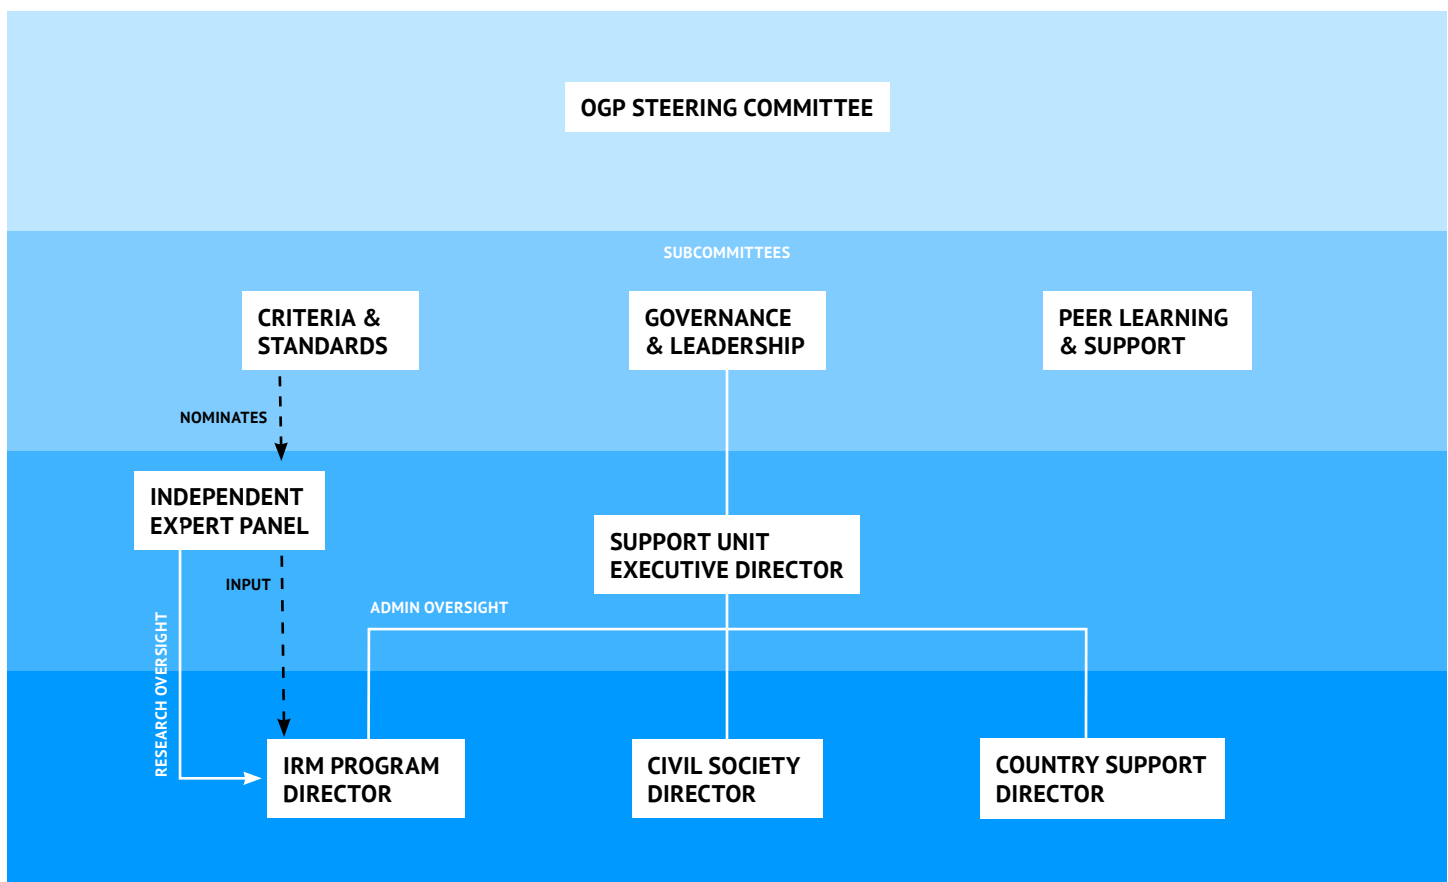 OGP STEERING COMMITTEE
SUBCOMMITTEES
CRITERIA &
STANDARDS
GOVERNANCE
& LEADERSHIP
PEER LEARNING
& SUPPORT
NOMINATES
INDEPENDENT
EXPERT PANEL
SUPPORT UNIT
EXECUTIVE DIRECTOR
INPUT
ADMIN OVERSIGHT
RESEARCH OVERSIGHT
IRM PROGRAM
DIRECTOR
CIVIL SOCIETY
DIRECTOR
COUNTRY SUPPORT
DIRECTOR